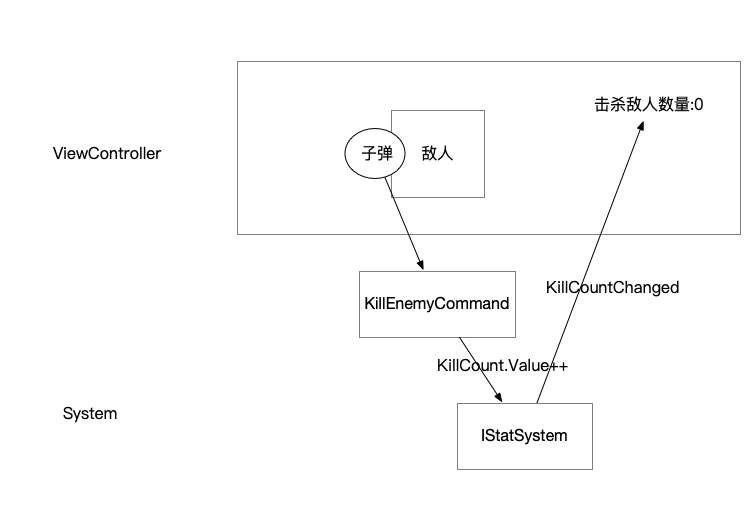 击杀敌人数量:0
ViewController
子弹
敌人
KillCountChanged
KillEnemyCommand
KillCount.Value++
System
IStatSystem